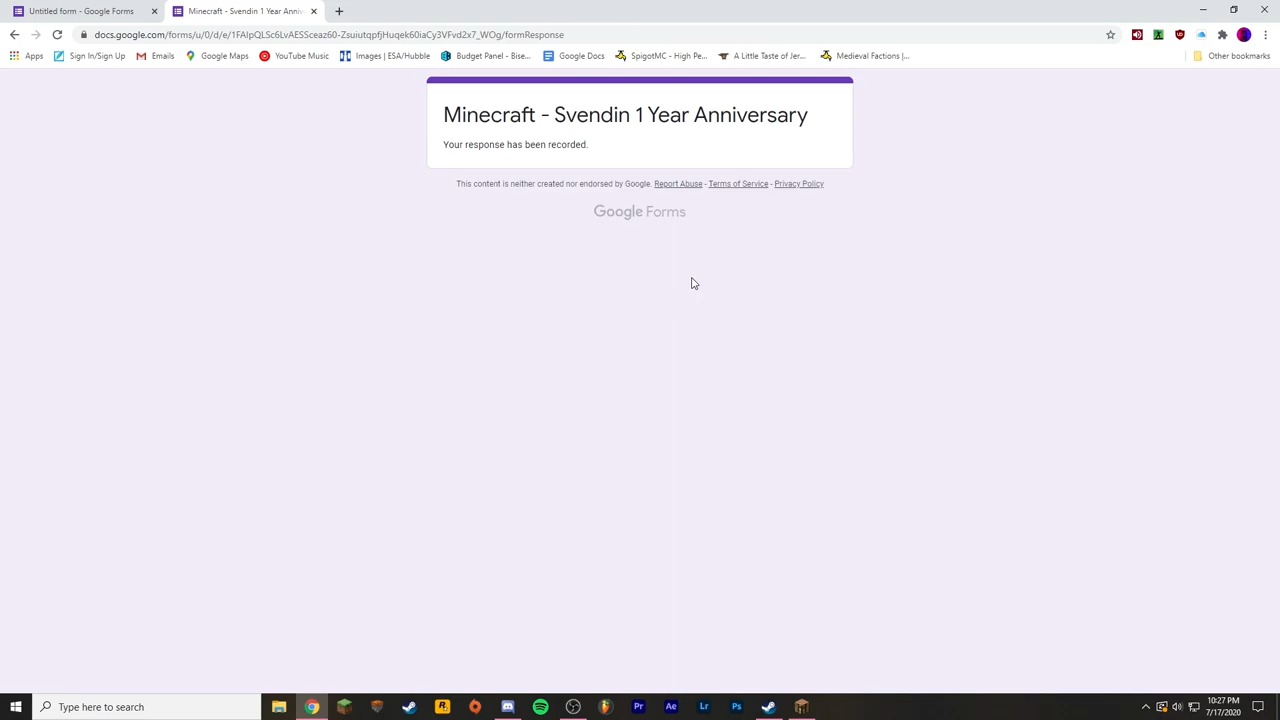 Untitled form - Google Forms
Minecraft - Svendin 1 Year Anniv
docs.google.com/forms/u/0/d/e/1FAIpQLSc6LvAESSceaz60-ZsuiutqpfjHuqek60iaCy3VFvd2x7_WOg/formResponse
Apps
Sign In/Sign Up
Emails
Google Maps
YouTube Music
Images | ESA/Hubble
Budget Panel - Bise...
Google Docs
SpigotMC - High Pe...
A Little Taste of Jer...
Medieval Factions |...
Other bookmarks
Minecraft - Svendin 1 Year Anniversary
Your response has been recorded.
This content is neither created nor endorsed by Google. Report Abuse - Terms of Service - Privacy Policy
Google Forms
Type here to search
R
Pr
Ae
Lr
Ps
10:27 PM
7/17/2020